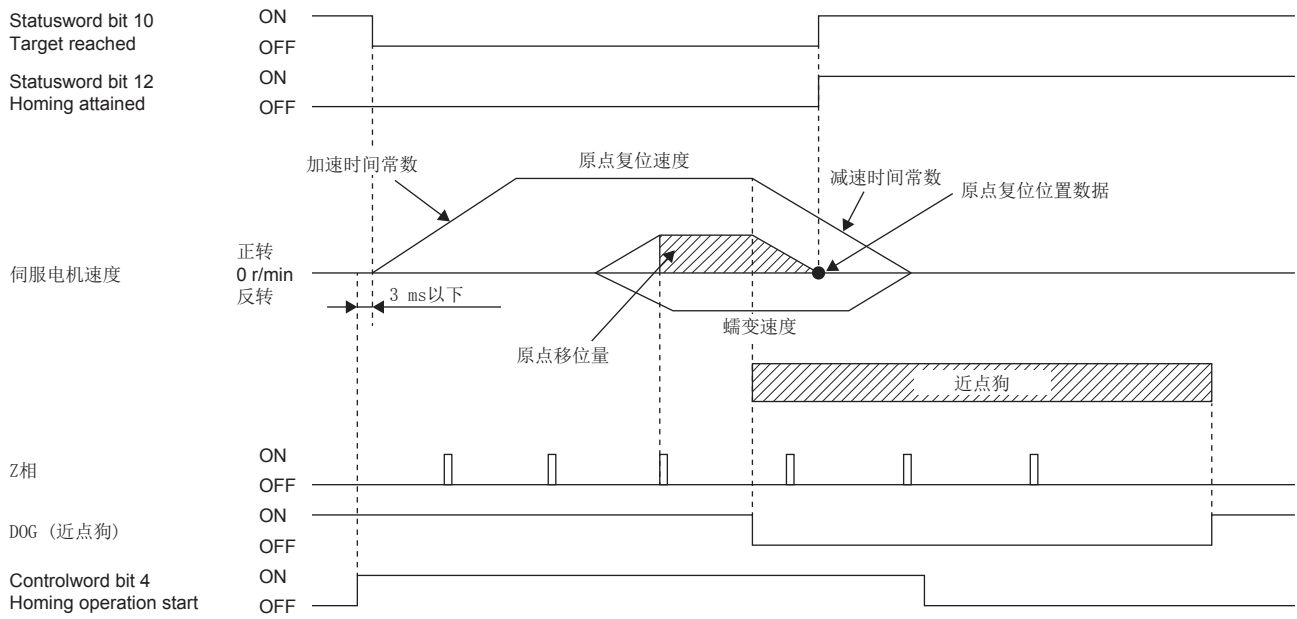 Statusword bit 10
Target reached
ON
OFF
Statusword bit 12
Homing attained
ON
OFF
加速时间常数
原点复位速度
减速时间常数
原点复位位置数据
伺服电机速度
正转
0 r/min
反转
3 ms以下
蠕变速度
原点移位量
近点狗
Z相
ON
OFF
DOG (近点狗)
ON
OFF
Controlword bit 4
Homing operation start
ON
OFF